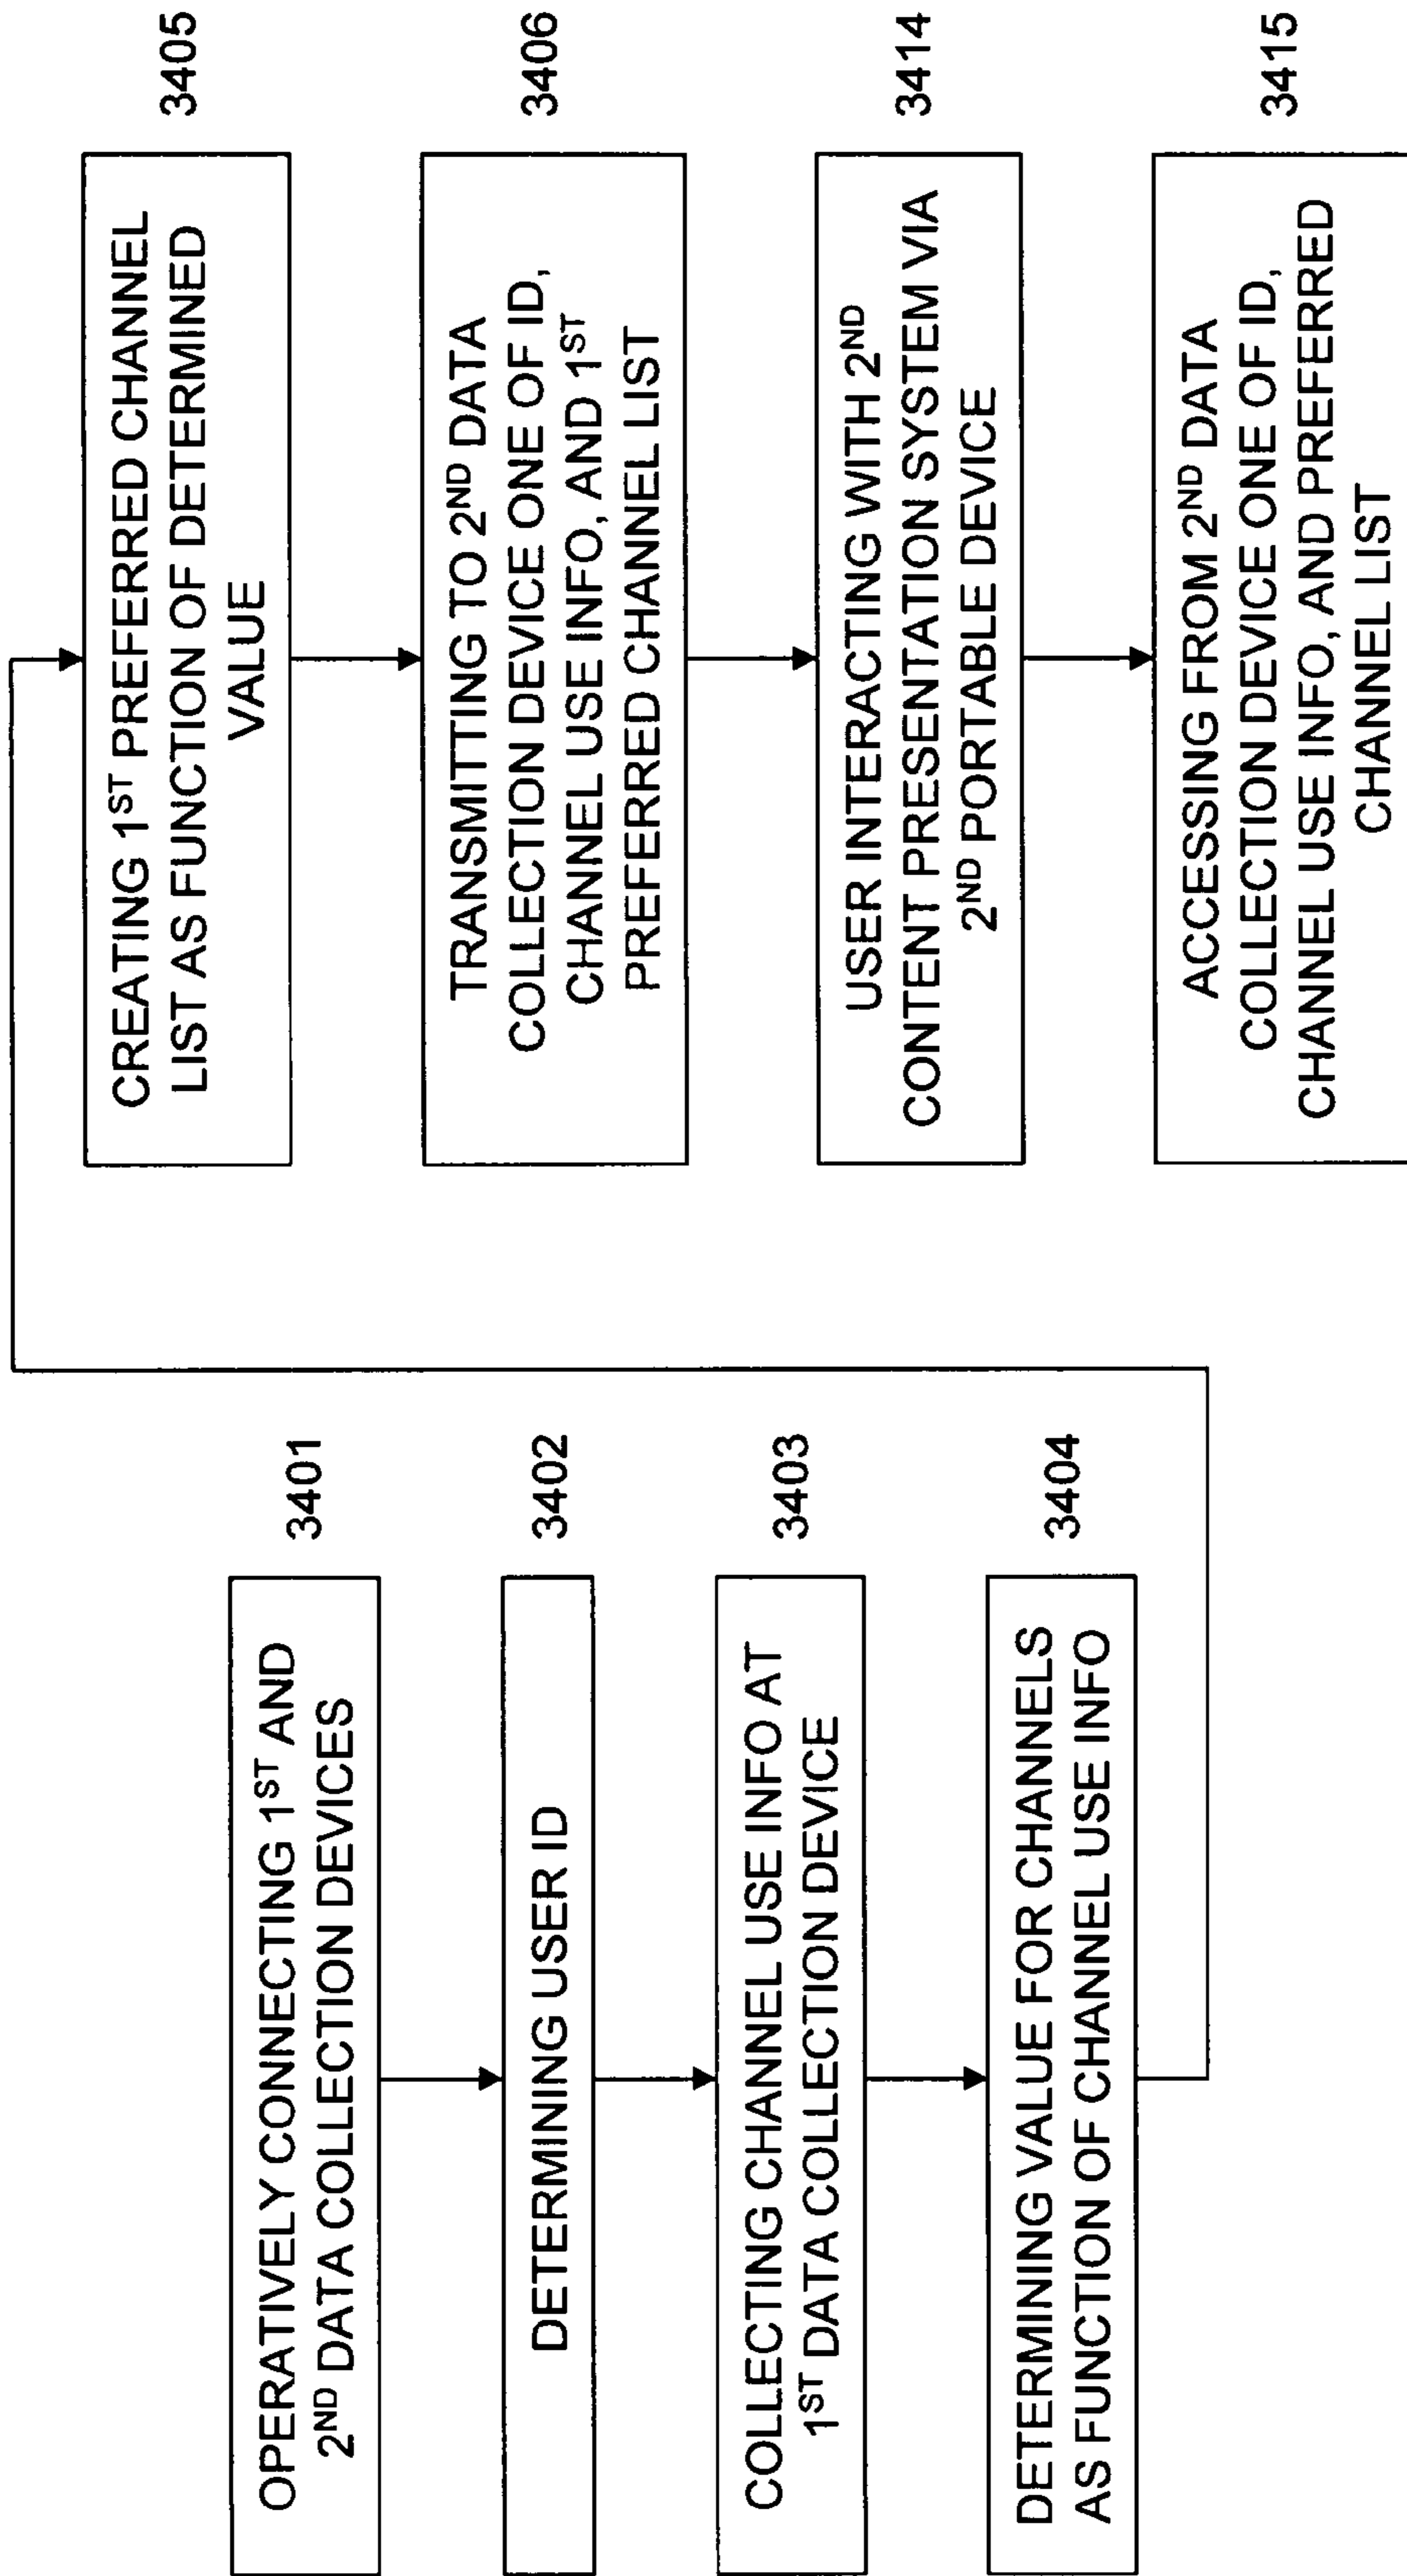 OPERATIVELY CONNECTING 1ST AND
2ND DATA COLLECTION DEVICES
3401
DETERMINING USER ID
3402
COLLECTING CHANNEL USE INFO AT
1ST DATA COLLECTION DEVICE
3403
DETERMINING VALUE FOR CHANNELS
AS FUNCTION OF CHANNEL USE INFO
3404
CREATING 1ST PREFERRED CHANNEL
LIST AS FUNCTION OF DETERMINED
VALUE
3405
TRANSMITTING TO 2ND DATA
COLLECTION DEVICE ONE OF ID,
CHANNEL USE INFO, AND 1ST
PREFERRED CHANNEL LIST
3406
USER INTERACTING WITH 2ND
CONTENT PRESENTATION SYSTEM VIA
2ND PORTABLE DEVICE
3414
ACCESSING FROM 2ND DATA
COLLECTION DEVICE ONE OF ID,
CHANNEL USE INFO, AND PREFERRED
CHANNEL LIST
3415